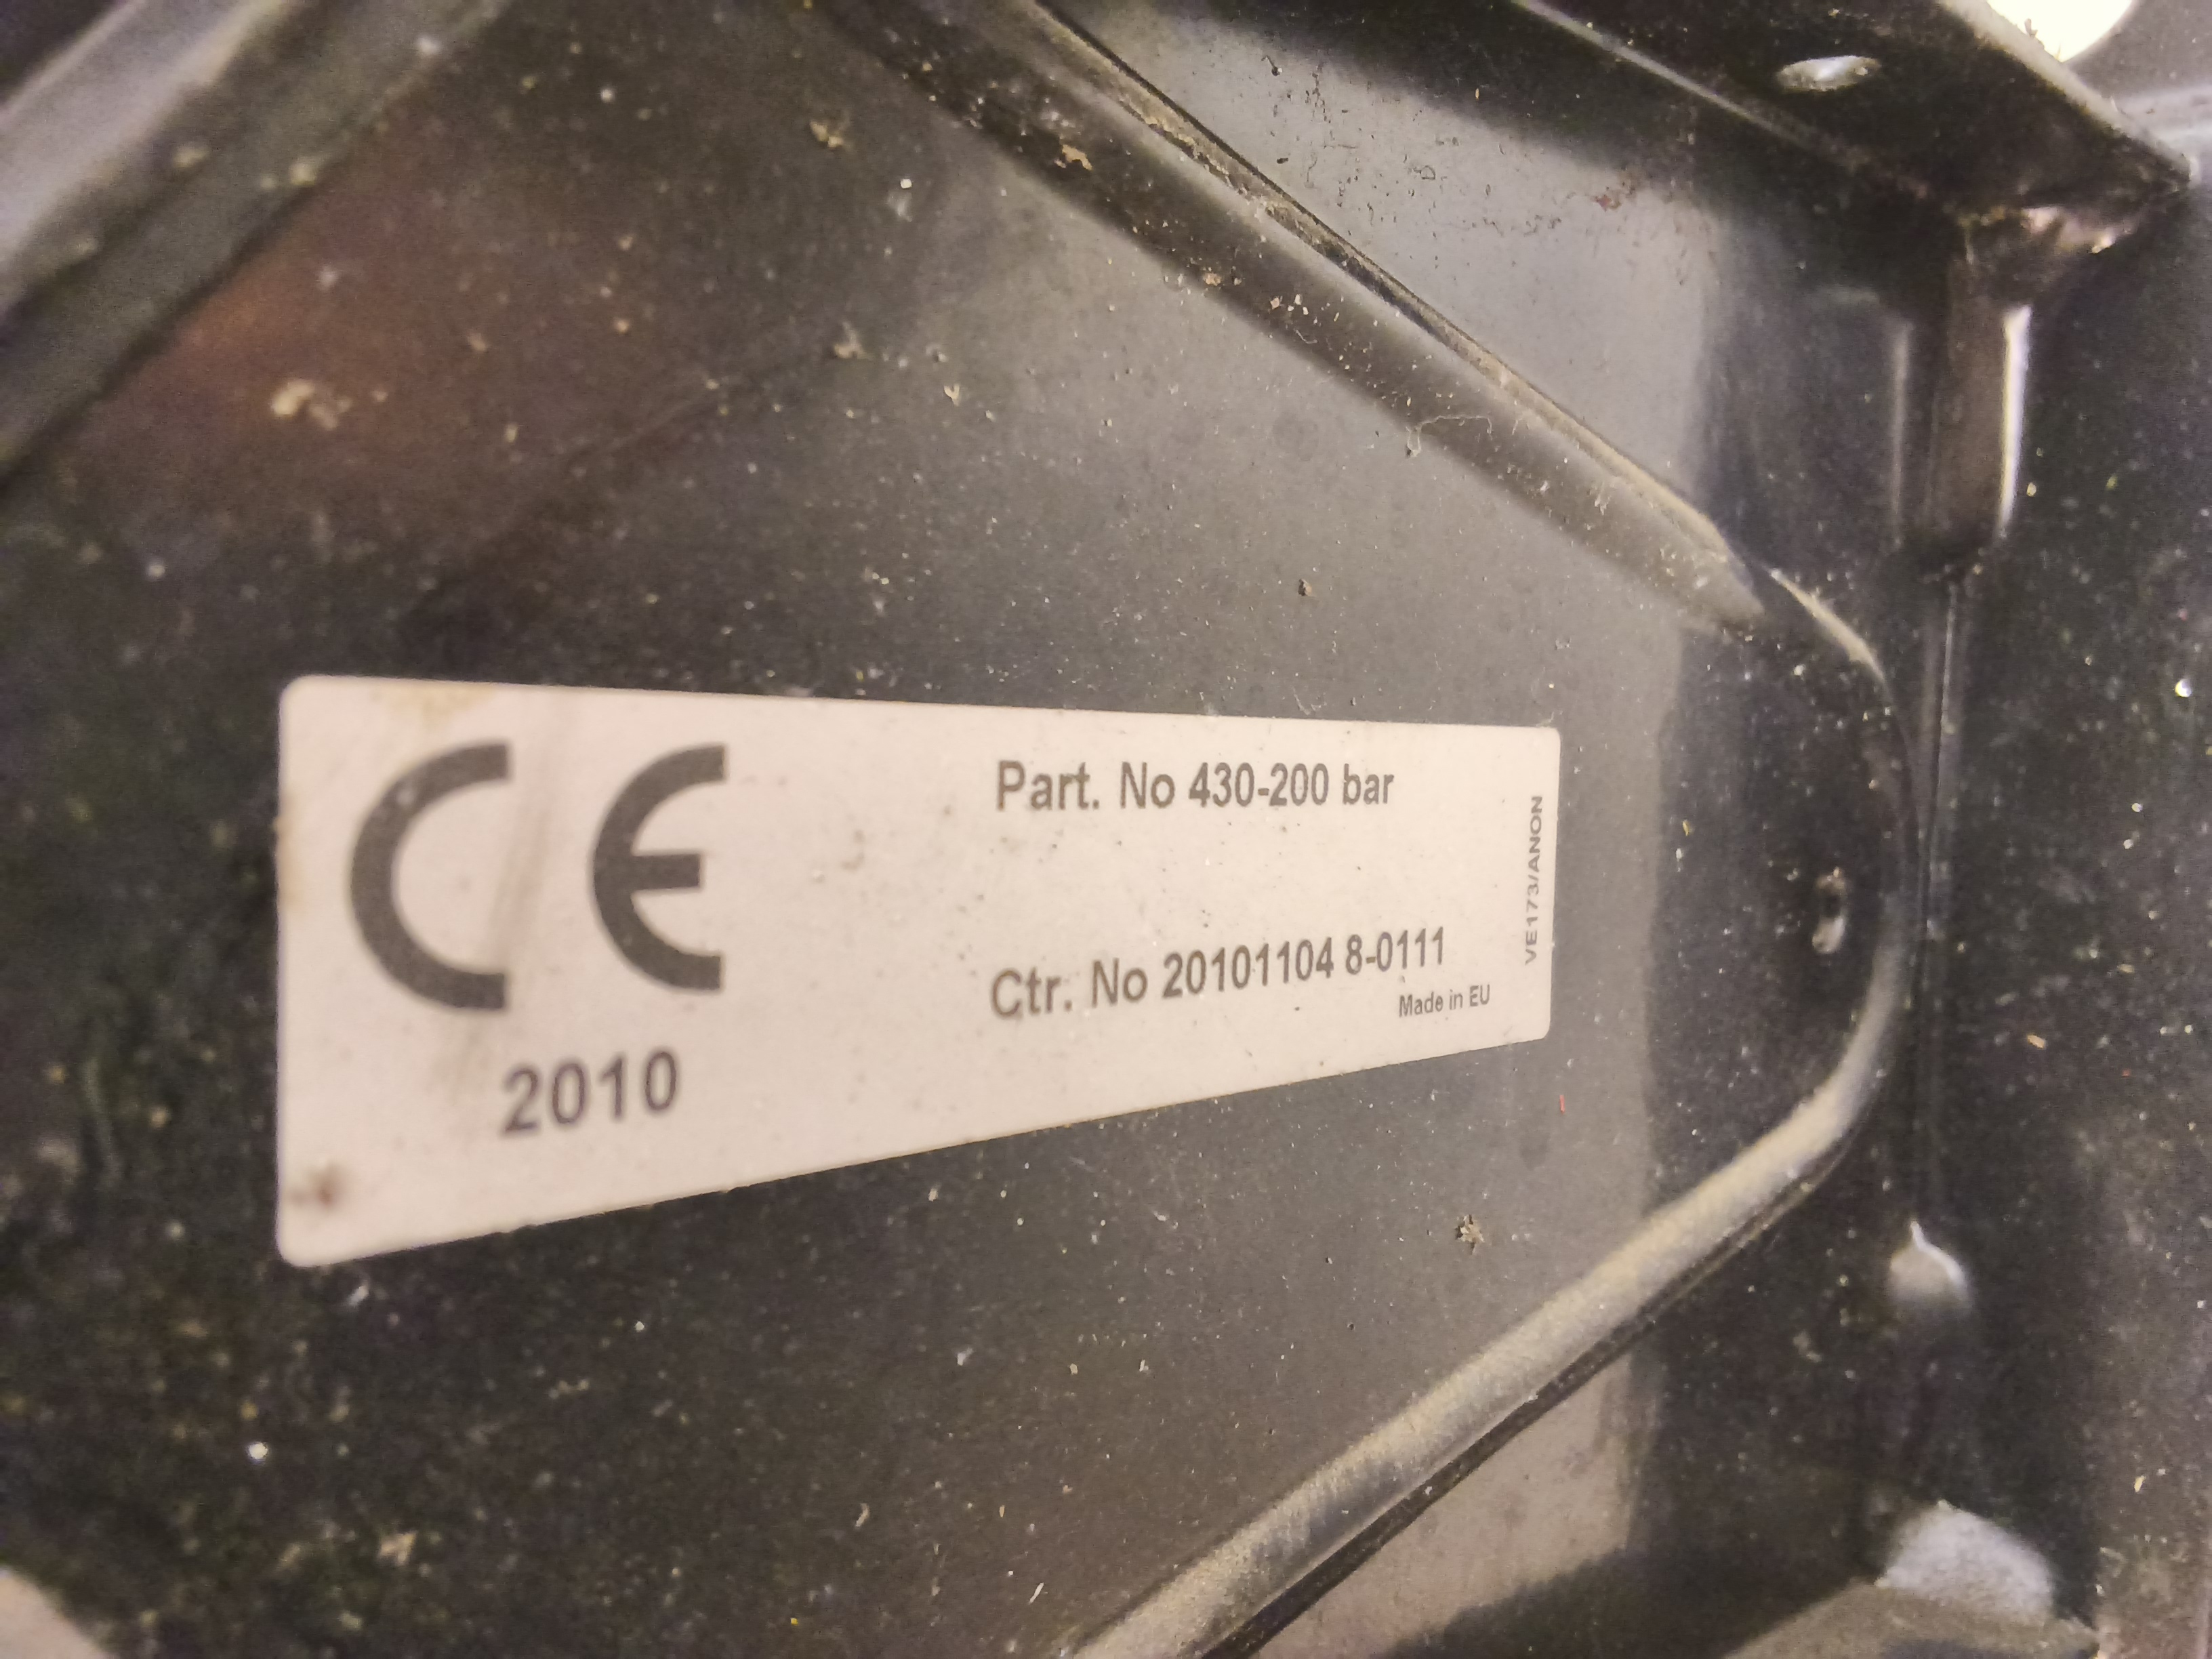 CE
2010
Part. No 430-200 bar
Ctr. No 20101104 8-0111
Made in EU
VE173/ANON